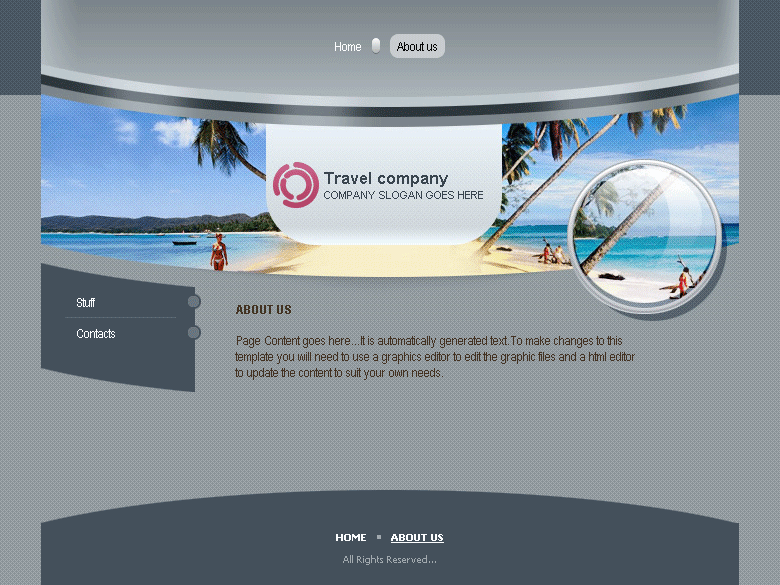 Home About us
Travel company
COMPANY SLOGAN GOES HERE
Stuff
Contacts
ABOUT US
Page Content goes here...It is automatically generated text.To make changes to this
template you will need to use a graphics editor to edit the graphic files and a html editor
to update the content to suit your own needs.
HOME ABOUT US
All Rights Reserved...